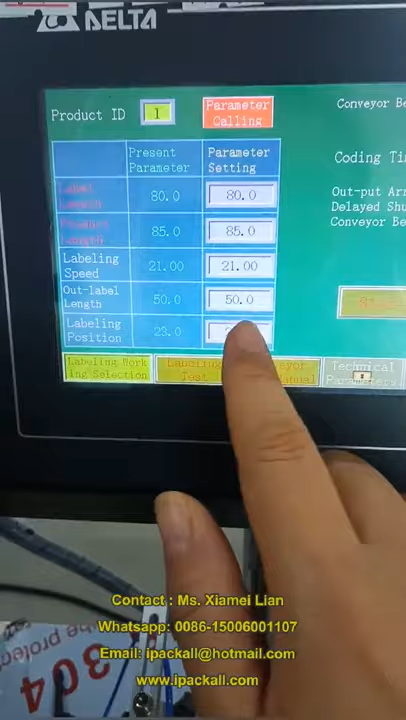 DELTA
Product ID 1 Parameter Calling
Conveyor Be
Present Parameter
Parameter Setting
Coding Ti
Label Length 80.0 80.0
Out-put Ar
Delayed Shu
Conveyor Be
Product Length 85.0 85.0
Labeling Speed 21.00 21.00
Out-label Length 50.0 50.0
Labeling Position 23.0
Labeling Work
ing Selection
Test
Manual
Technical
Parameters
304
Contact : Ms. Xiamei Lian
Whatsapp: 0086-15006001107
Email: ipackall@hotmail.com
www.ipackall.com